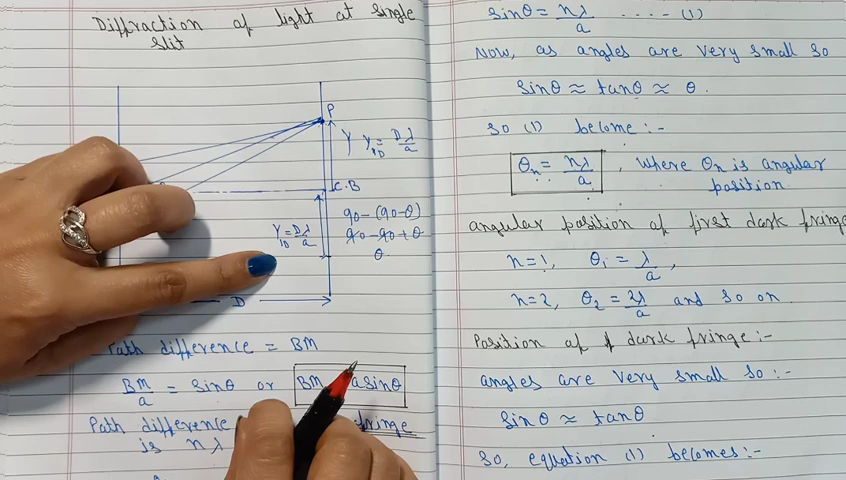 Diffraction of light at single
slit
P
Y Y₁D = Dλ/a
C.B
90-(90-θ)
90-90+θ
θ
Y₁D = Dλ/a
D
Path difference = BM
BM/a = sinθ or BM asinθ
Path difference fringe
is nλ
sinθ = nλ/a ....- (1)
Now, as angles are very small so
sinθ ≈ tanθ ≈ θ.
so (1) become:-
θn = nλ/a , where θn is angular
position.
angular position of first dark fringe
n=1, θ₁ = λ/a,
n=2, θ₂ = 2λ/a and so on.
Position of dark fringe:-
angles are very small so:-
sinθ ≈ tanθ
so, equation (1) becomes:-